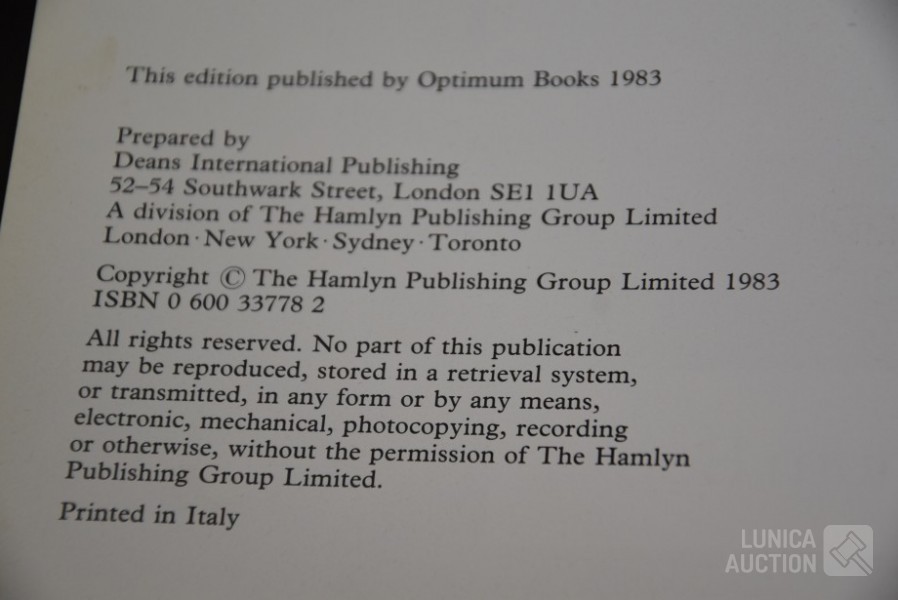 This edition published by Optimum Books 1983
Prepared by
Deans International Publishing
52–54 Southwark Street, London SE1 1UA
A division of The Hamlyn Publishing Group Limited
London · New York · Sydney · Toronto
Copyright © The Hamlyn Publishing Group Limited 1983
ISBN 0 600 33778 2
All rights reserved. No part of this publication
may be reproduced, stored in a retrieval system,
or transmitted, in any form or by any means,
electronic, mechanical, photocopying, recording
or otherwise, without the permission of The Hamlyn
Publishing Group Limited.
Printed in Italy
LUNICA
AUCTION